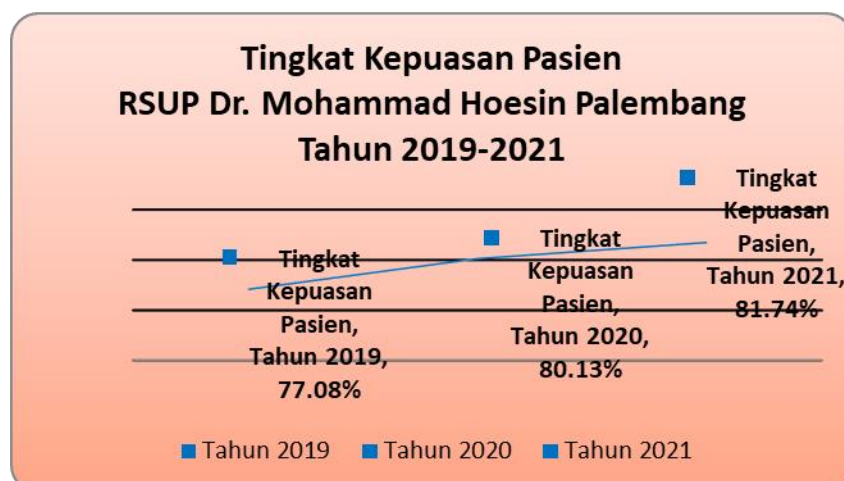 Tingkat Kepuasan Pasien
RSUP Dr. Mohammad Hoesin Palembang
Tahun 2019-2021
Tingkat
Kepuasan
Pasien,
Tahun 2019,
77.08%
Tingkat
Kepuasan
Pasien,
Tahun 2020,
80.13%
Tingkat
Kepuasan
Pasien,
Tahun 2021,
81.74%
Tahun 2019
Tahun 2020
Tahun 2021